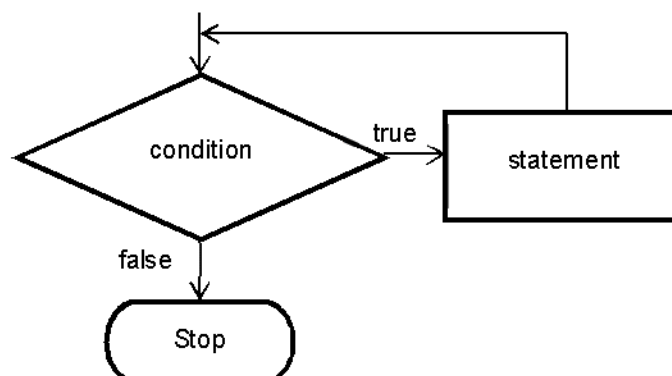 true
condition
statement
false
Stop